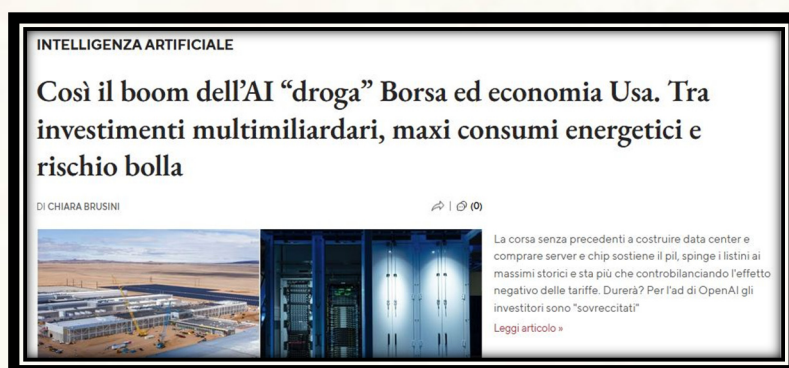 INTELLIGENZA ARTIFICIALE
Così il boom dell'AI “droga” Borsa ed economia Usa. Tra
investimenti multimiliardari, maxi consumi energetici e
rischio bolla
DI CHIARA BRUSINI
(0)
La corsa senza precedenti a costruire data center e
comprare server e chip sostiene il pil, spinge i listini ai
massimi storici e sta più che controbilanciando l'effetto
negativo delle tariffe. Durerà? Per l'ad di OpenAI gli
investitori sono "sovreccitati"
Leggi articolo »